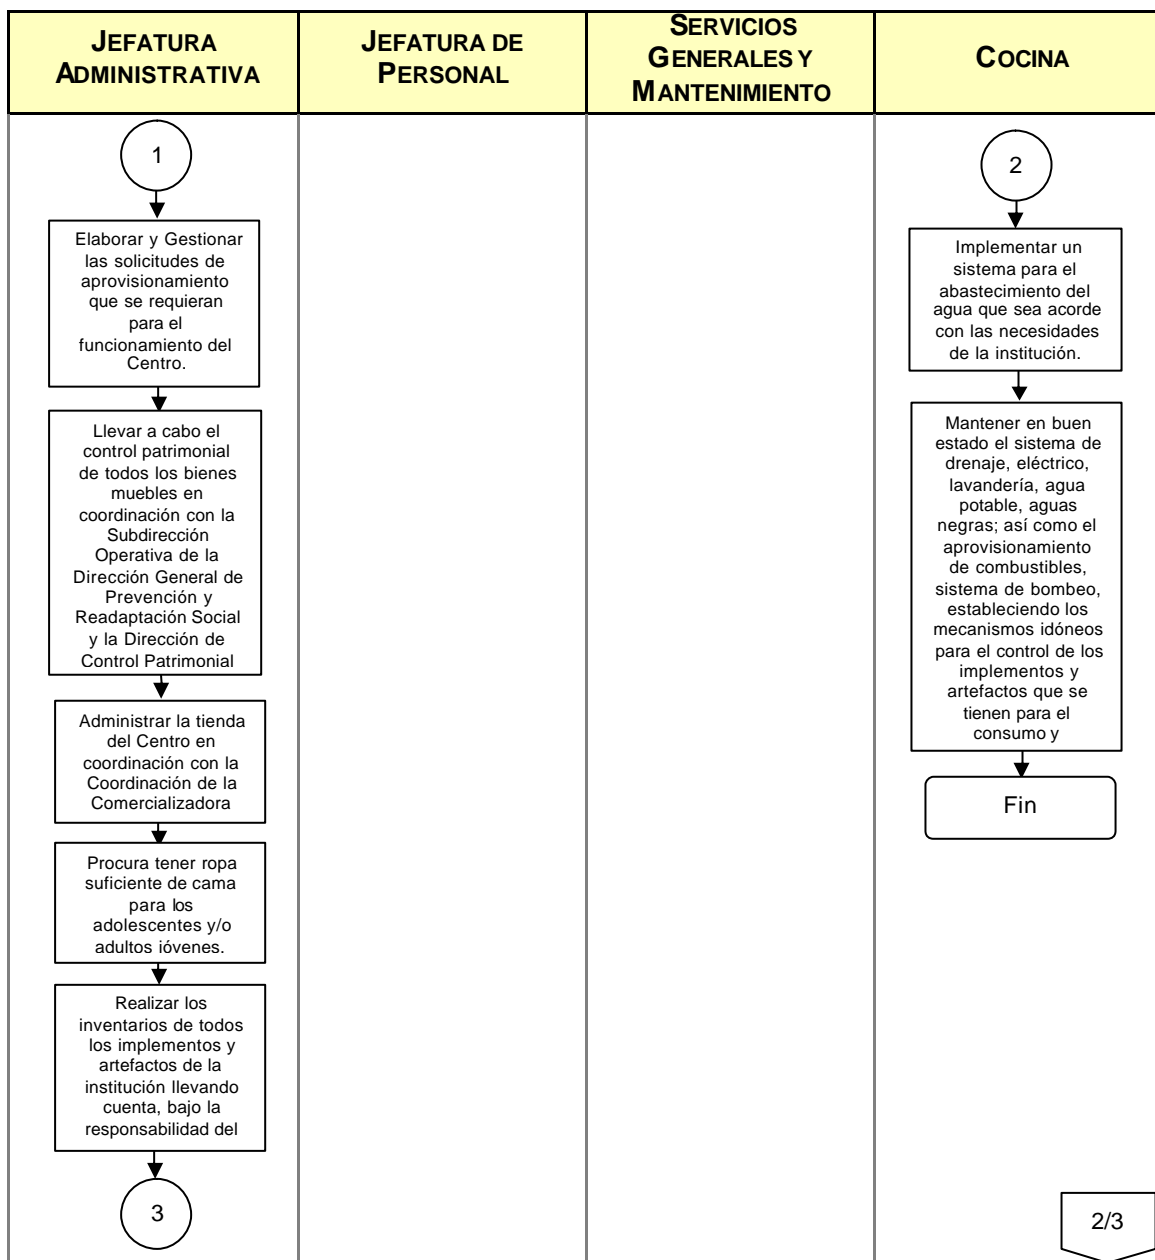 JEFATURA
ADMINISTRATIVA
JEFATURA DE
PERSONAL
SERVICIOS
GENERALES Y
MANTENIMIENTO
COCINA
1
Elaborar y Gestionar
las solicitudes de
aprovisionamiento
que se requieran
para el
funcionamiento del
Centro.
Llevar a cabo el
control patrimonial
de todos los bienes
muebles en
coordinación con la
Subdirección
Operativa de la
Dirección General de
Prevención y
Readaptación Social
y la Dirección de
Control Patrimonial
Administrar la tienda
del Centro en
coordinación con la
Coordinación de la
Comercializadora
Procura tener ropa
suficiente de cama
para los
adolescentes y/o
adultos jóvenes.
Realizar los
inventarios de todos
los implementos y
artefactos de la
institución llevando
cuenta, bajo la
responsabilidad del
3
2
Implementar un
sistema para el
abastecimiento del
agua que sea acorde
con las necesidades
de la institución.
Mantener en buen
estado el sistema de
drenaje, eléctrico,
lavandería, agua
potable, aguas
negras; así como el
aprovisionamiento
de combustibles,
sistema de bombeo,
estableciendo los
mecanismos idóneos
para el control de los
implementos y
artefactos que se
tienen para el
consumo y
Fin
2/3